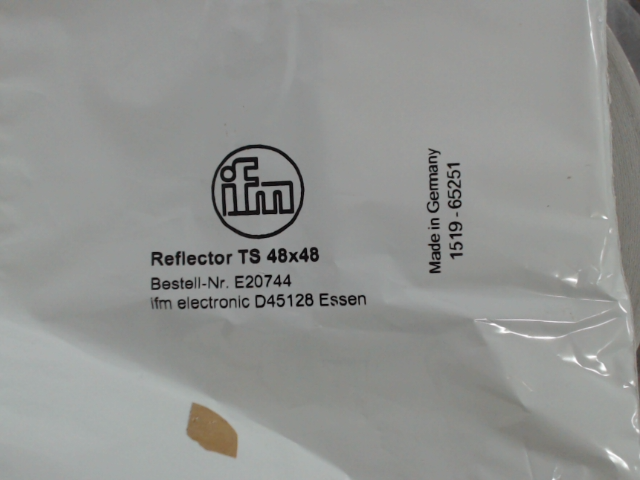 ifm
Reflector TS 48x48
Bestell-Nr. E20744
ifm electronic D45128 Essen
Made in Germany
1519 - 65251